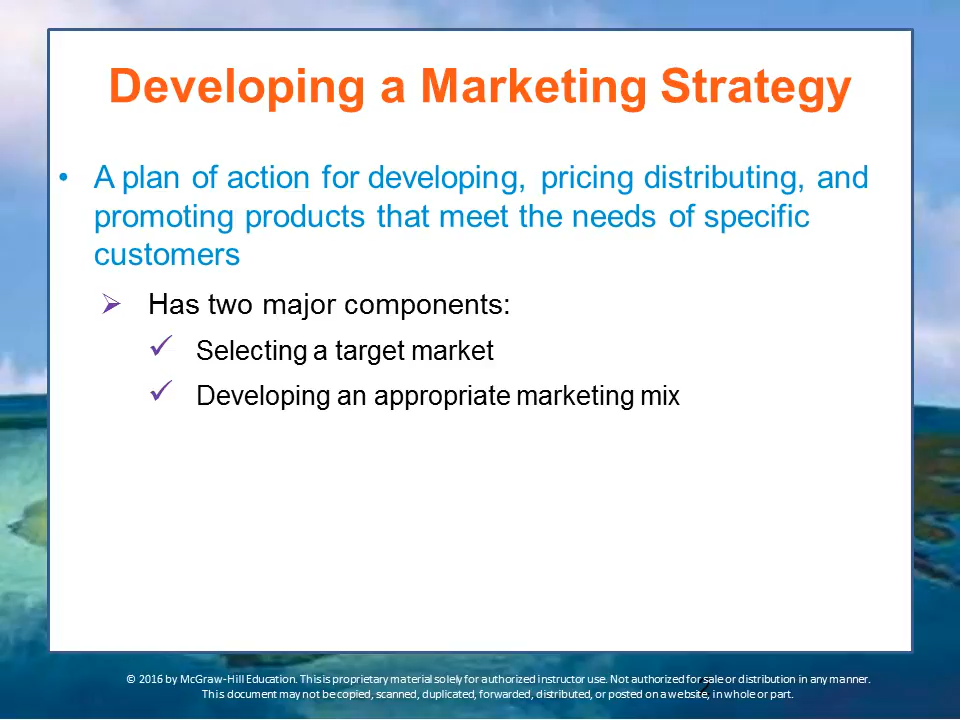 Developing a Marketing Strategy
• A plan of action for developing, pricing distributing, and
promoting products that meet the needs of specific
customers
➢ Has two major components:
✓ Selecting a target market
✓ Developing an appropriate marketing mix
© 2016 by McGraw-Hill Education. This is proprietary material solely for authorized instructor use. Not authorized for sale or distribution in any manner.
This document may not be copied, scanned, duplicated, forwarded, distributed, or posted on a website, in whole or part.